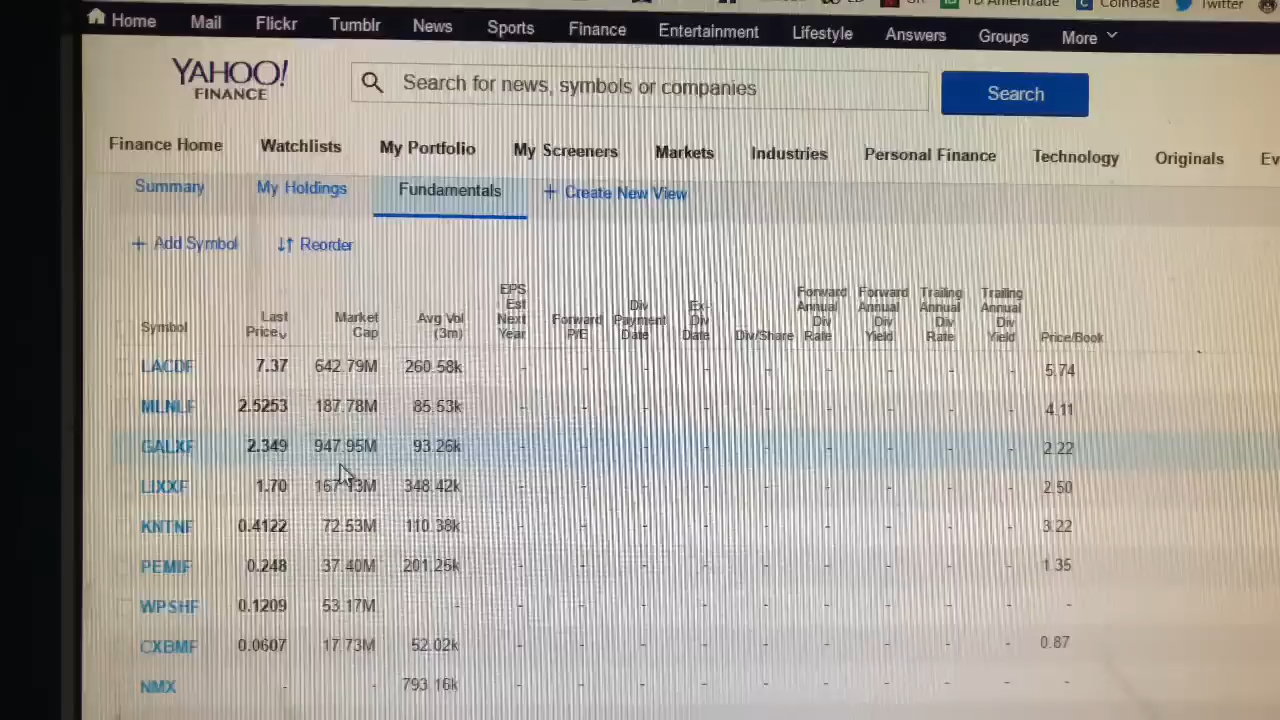 TD Ameritrade Coinbase Twitter
Home Mail Flickr Tumblr News Sports Finance Entertainment Lifestyle Answers Groups More
YAHOO!
FINANCE
Search for news, symbols or companies
Search
Finance Home Watchlists My Portfolio My Screeners Markets Industries Personal Finance Technology Originals
Summary My Holdings Fundamentals + Create New View
+ Add Symbol Reorder
Symbol Last Price Market Cap Avg Vol (3m) EPS Est Next Year Forward P/E Div Payment Date Ex-Div Date Div/Share Forward Annual Div Rate Forward Annual Div Yield Trailing Annual Div Rate Trailing Annual Div Yield Price/Book
LACDF 7.37 642.79M 260.58k - - - - - - - - - 5.74
MLNLF 2.5253 187.78M 85.53k - - - - - - - - - 4.11
GALXF 2.349 947.95M 93.26k - - - - - - - - - 2.22
LIXXF 1.70 348.42k - - - - - - - - - 2.50
KNTNF 0.4122 72.53M 110.38k - - - - - - - - - 3.22
PEMIF 0.248 37.40M 201.25k - - - - - - - - - 1.35
WPSHF 0.1209 53.17M - - - - - - - - - - -
CXBMF 0.0607 17.73M 52.02k - - - - - - - - - 0.87
NMX - - 793.16k - - - - - - - - - -